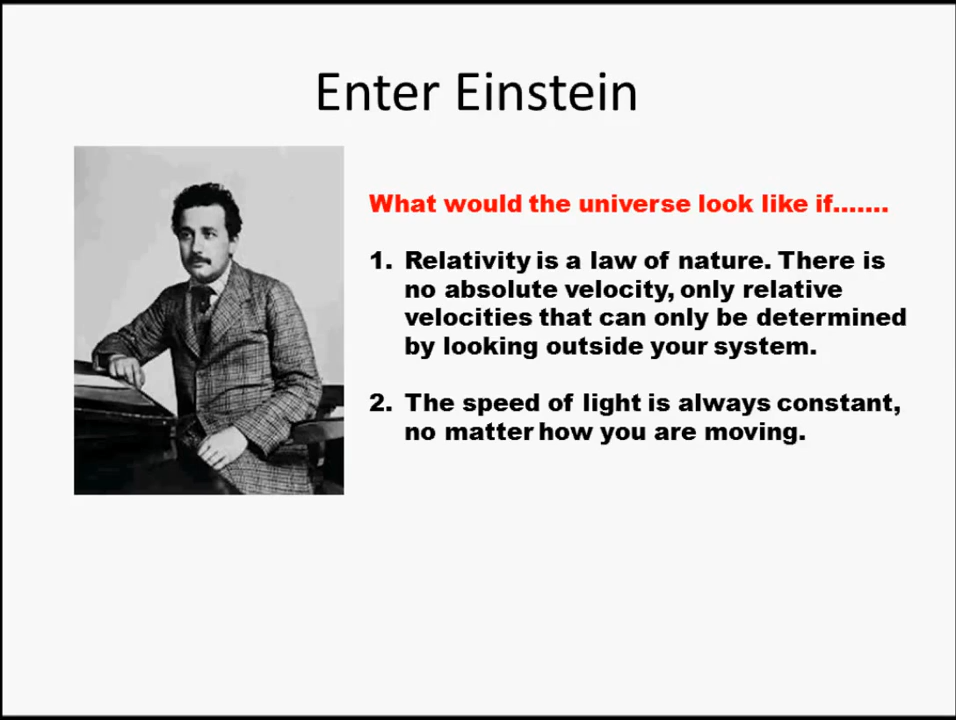 Enter Einstein
What would the universe look like if.......
1. Relativity is a law of nature. There is
no absolute velocity, only relative
velocities that can only be determined
by looking outside your system.
2. The speed of light is always constant,
no matter how you are moving.